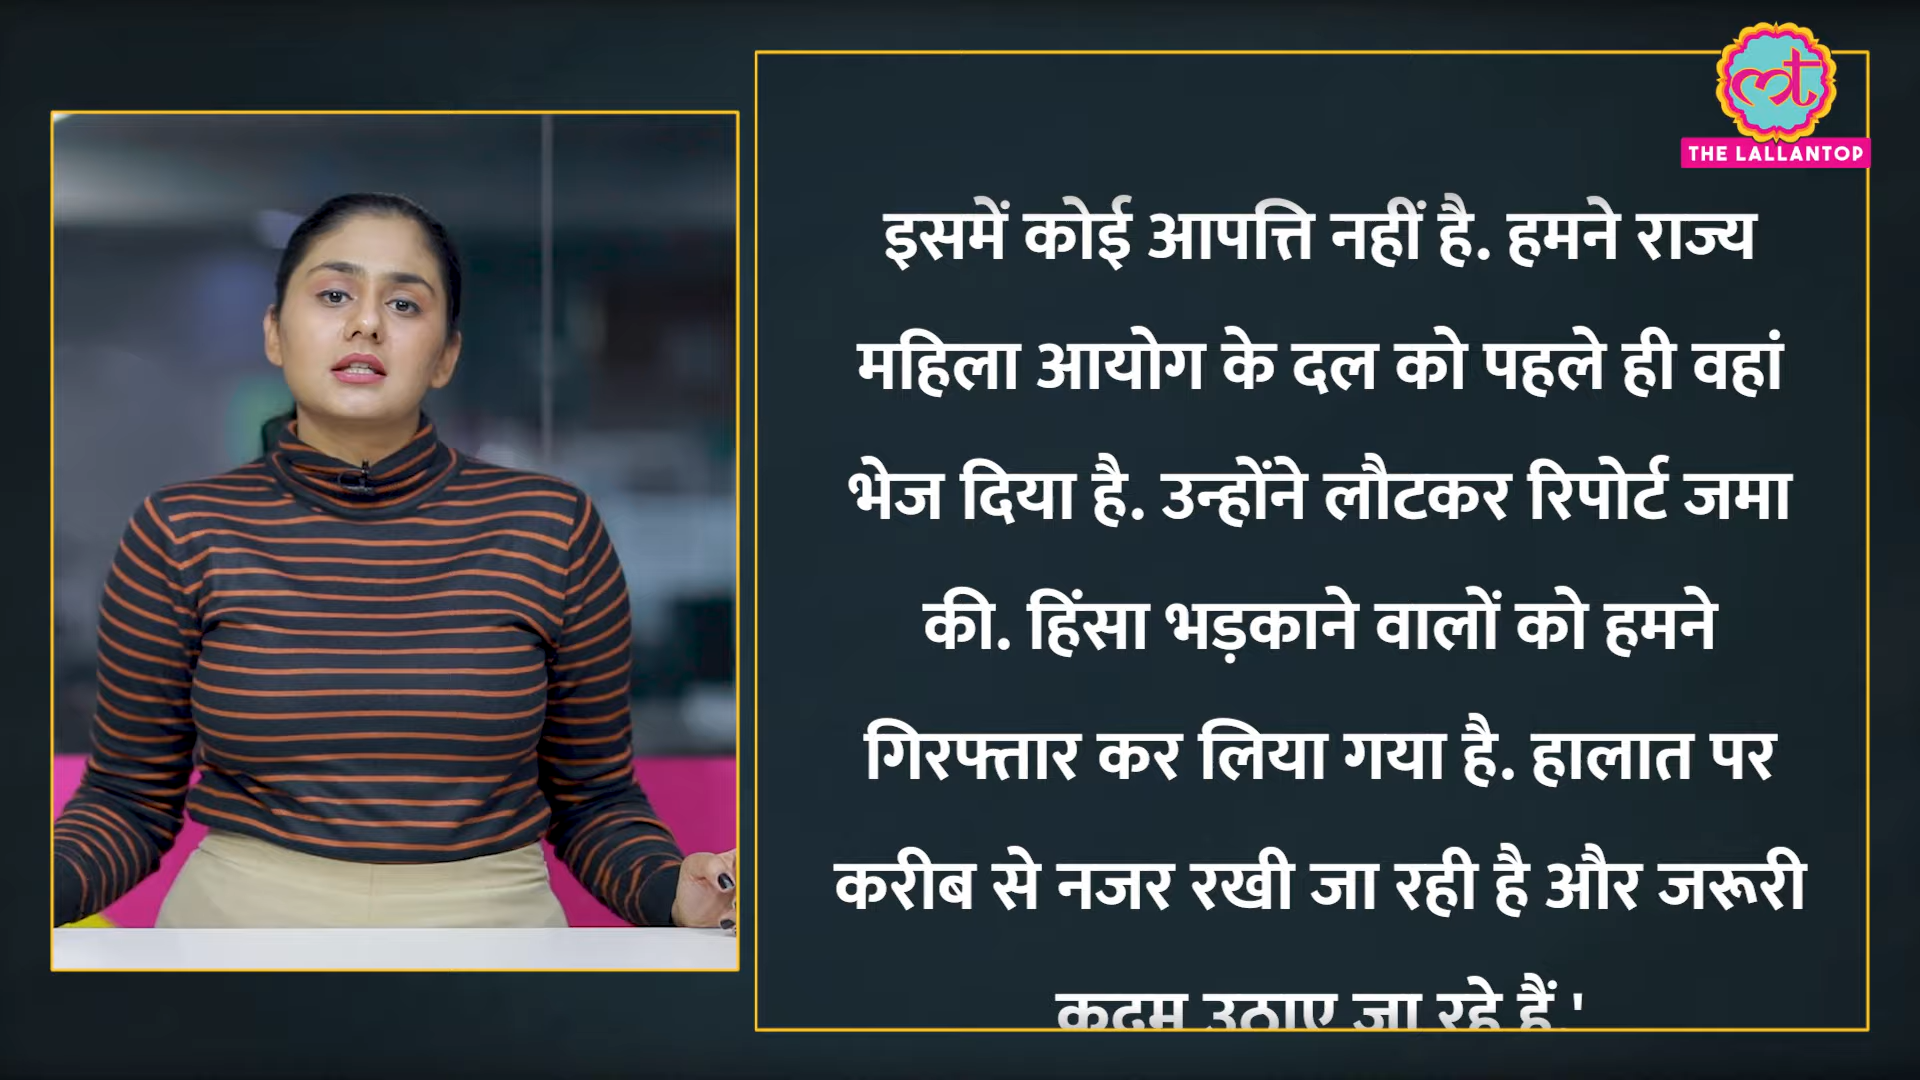 THE LALLANTOP
इसमें कोई आपत्ति नहीं है. हमने राज्य
महिला आयोग के दल को पहले ही वहां
भेज दिया है. उन्होंने लौटकर रिपोर्ट जमा
की. हिंसा भड़काने वालों को हमने
गिरफ्तार कर लिया गया है. हालात पर
करीब से नजर रखी जा रही है और जरूरी
कदम उठाए जा रहे हैं.'